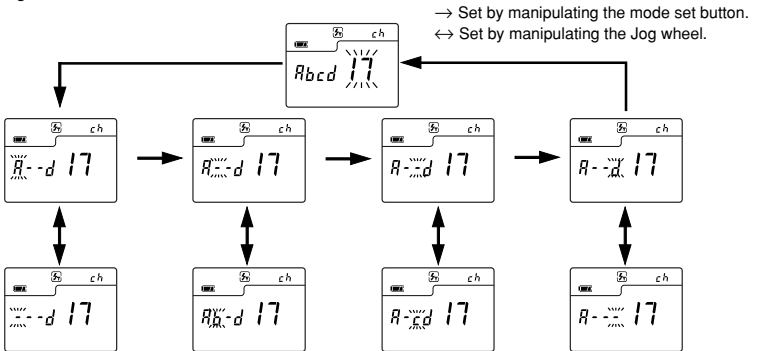 → Set by manipulating the mode set button.
↔ Set by manipulating the Jog wheel.
ch
Abcd 17
ch
A--d 17
ch
A--d 17
ch
A--d 17
ch
A--d 17
ch
---d 17
ch
Ab-d 17
ch
A-cd 17
ch
A--- 17